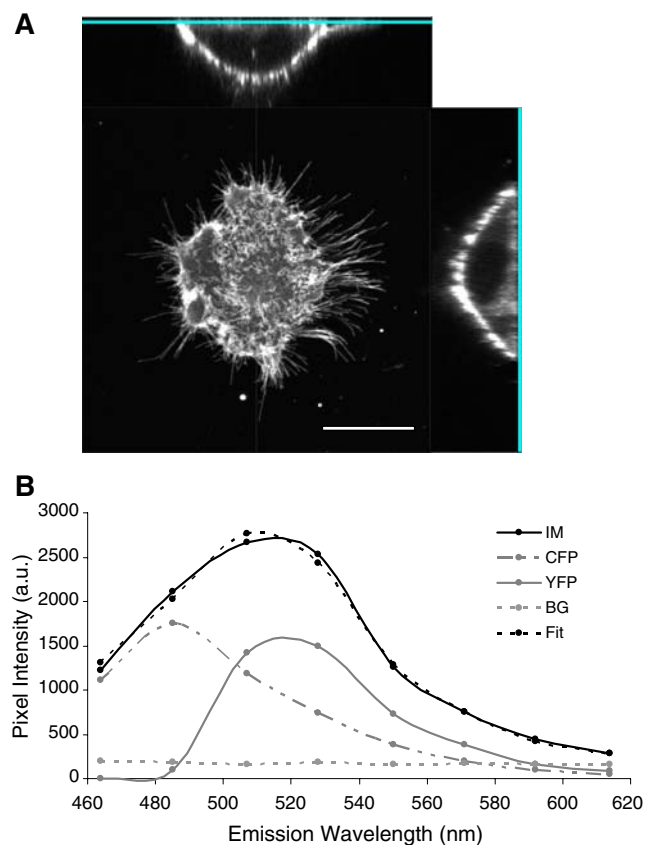 A
B
3000
2500
2000
1500
1000
500
0
460 480 500 520 540 560 580 600 620
Pixel Intensity (a.u.)
Emission Wavelength (nm)
IM
CFP
YFP
BG
Fit